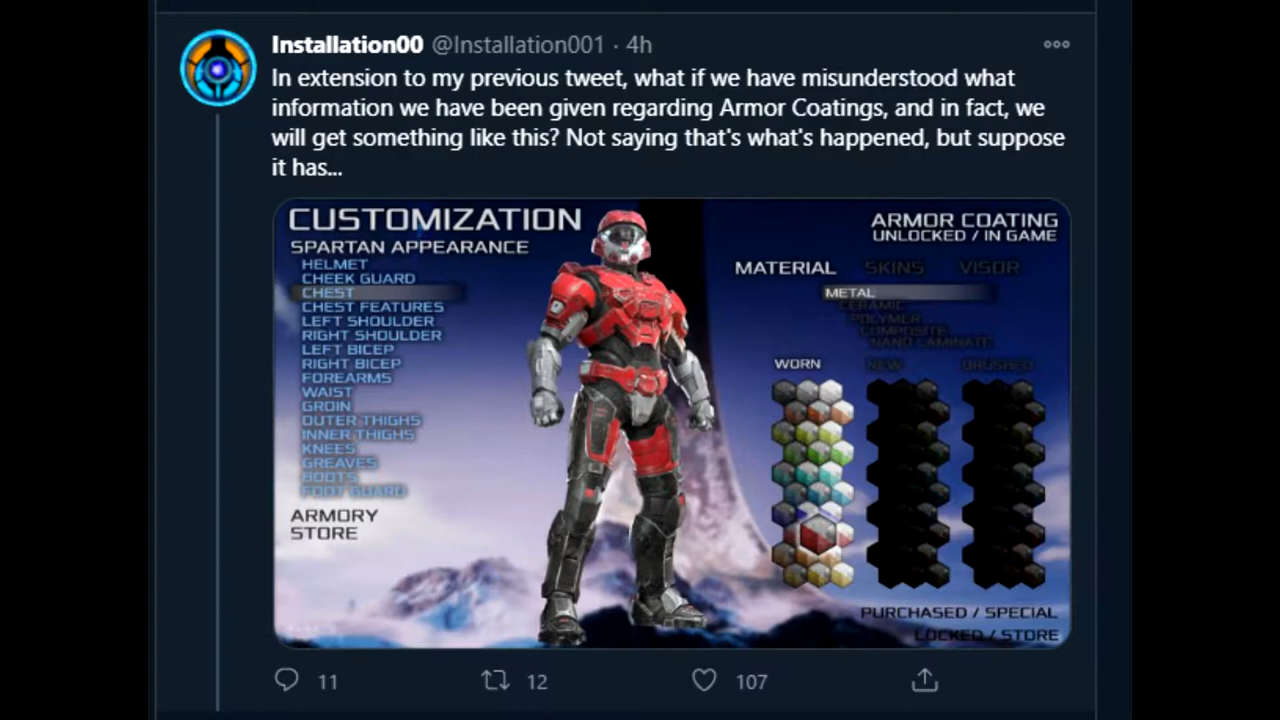 Installation00 @Installation001 · 4h
In extension to my previous tweet, what if we have misunderstood what
information we have been given regarding Armor Coatings, and in fact, we
will get something like this? Not saying that's what's happened, but suppose
it has...
CUSTOMIZATION
SPARTAN APPEARANCE
HELMET
CHEEK GUARD
CHEST
CHEST FEATURES
LEFT SHOULDER
RIGHT SHOULDER
LEFT BICEP
RIGHT BICEP
FOREARMS
WAIST
GROIN
OUTER THIGHS
INNER THIGHS
KNEES
GREAVES
BOOTS
FOOT GUARD
ARMORY
STORE
ARMOR COATING
UNLOCKED / IN GAME
MATERIAL SKINS VISOR
METAL
CERAMIC
POLYMER
COMPOSITE
NANO LAMINATE
WORN NEW BRUSHED
PURCHASED / SPECIAL
LOCKED / STORE
11 12 107